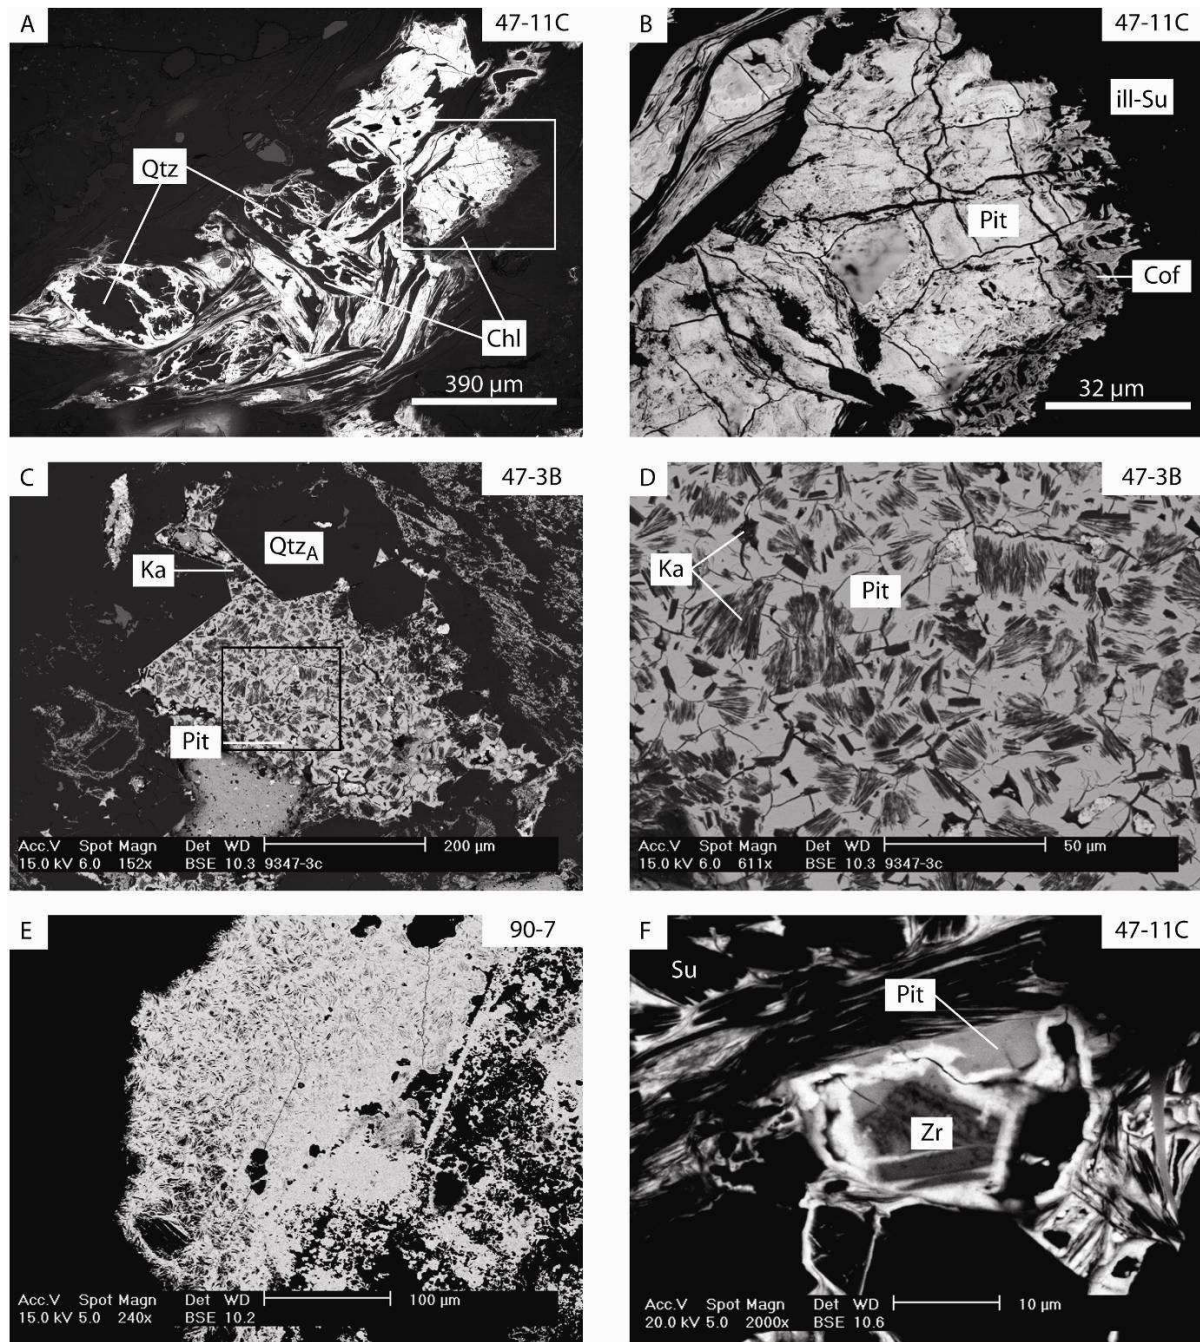 A
47-11C
Qtz
Chl
390 µm
B
47-11C
ill-Su
Pit
Cof
32 µm
C
47-3B
Ka
Qtz_A
Pit
Acc.V Spot Magn Det WD 200 µm
15.0 kV 6.0 152x BSE 10.3 9347-3c
D
47-3B
Ka
Pit
Acc.V Spot Magn Det WD 50 µm
15.0 kV 6.0 611x BSE 10.3 9347-3c
E
90-7
Acc.V Spot Magn Det WD 100 µm
15.0 kV 5.0 240x BSE 10.2
F
47-11C
Su
Pit
Zr
Acc.V Spot Magn Det WD 10 µm
20.0 kV 5.0 2000x BSE 10.6